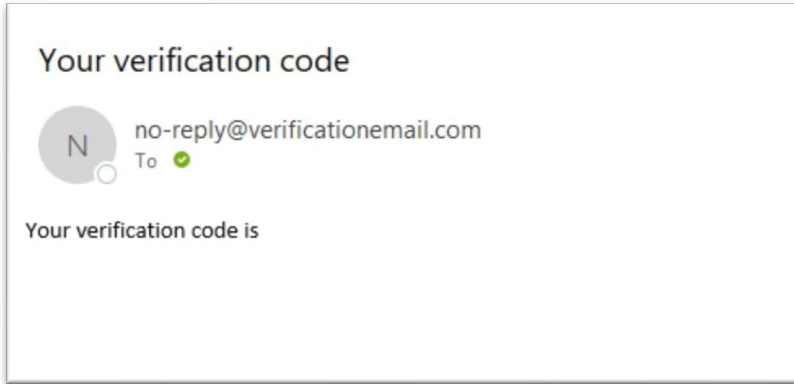 Your verification code
N
no-reply@verificationemail.com
To
Your verification code is